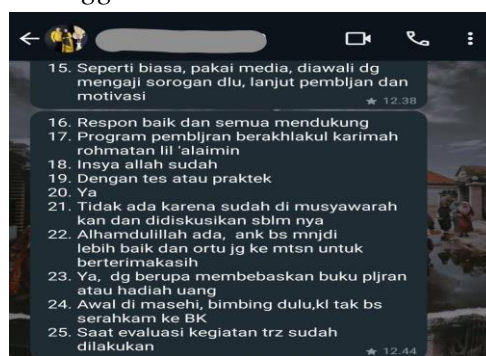 15. Seperti biasa, pakai media, diawali dg
mengaji sorogan dlu, lanjut pembljan dan
motivasi
12.38
16. Respon baik dan semua mendukung
17. Program pembljran berakhlakul karimah
rohmatan lil 'alaimin
18. Insya allah sudah
19. Dengan tes atau praktek
20. Ya
21. Tidak ada karena sudah di musyawarah
kan dan didiskusikan sblm nya
22. Alhamdulillah ada, ank bs mnjdi
lebih baik dan ortu jg ke mtsn untuk
berterimakasih
23. Ya, dg berupa membebaskan buku pljran
atau hadiah uang
24. Awal di masehi, bimbing dulu,kl tak bs
serahkam ke BK
25. Saat evaluasi kegiatan trz sudah
dilakukan
12.44